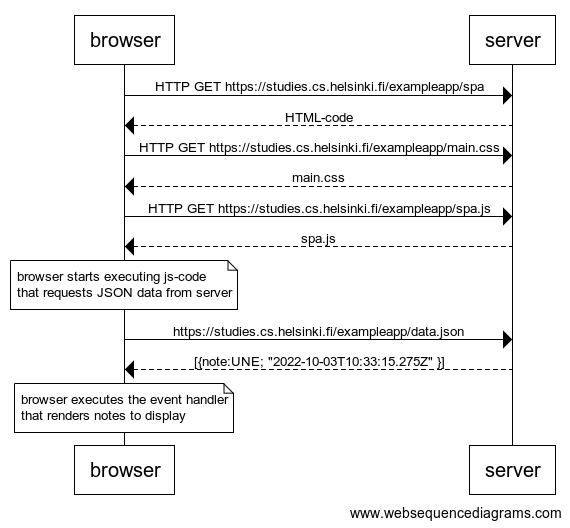 browser
server
HTTP GET https://studies.cs.helsinki.fi/exampleapp/spa
HTML-code
HTTP GET https://studies.cs.helsinki.fi/exampleapp/main.css
main.css
HTTP GET https://studies.cs.helsinki.fi/exampleapp/spa.js
spa.js
browser starts executing js-code
that requests JSON data from server
https://studies.cs.helsinki.fi/exampleapp/data.json
[{note:UNE; "2022-10-03T10:33:15.275Z" }]
browser executes the event handler
that renders notes to display
browser
server
www.websequencediagrams.com